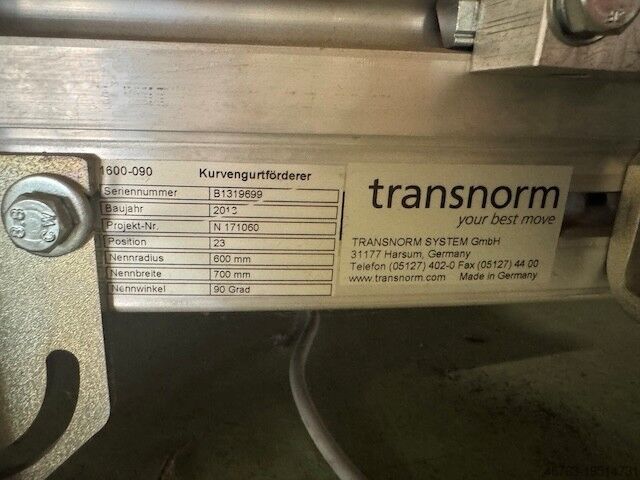 1600-090 Kurvengurtförderer
Seriennummer B1319699
Baujahr
Projekt-Nr. N 171060
Position 23
Nennradius 600 mm
Nennbreite 700 mm
Nennwinkel 90 Grad
transnorm
your best move
TRANSNORM SYSTEM GmbH
31177 Harsum, Germany
Telefon (05127) 402-0 Fax (05127) 44 00
www.transnorm.com Made in Germany